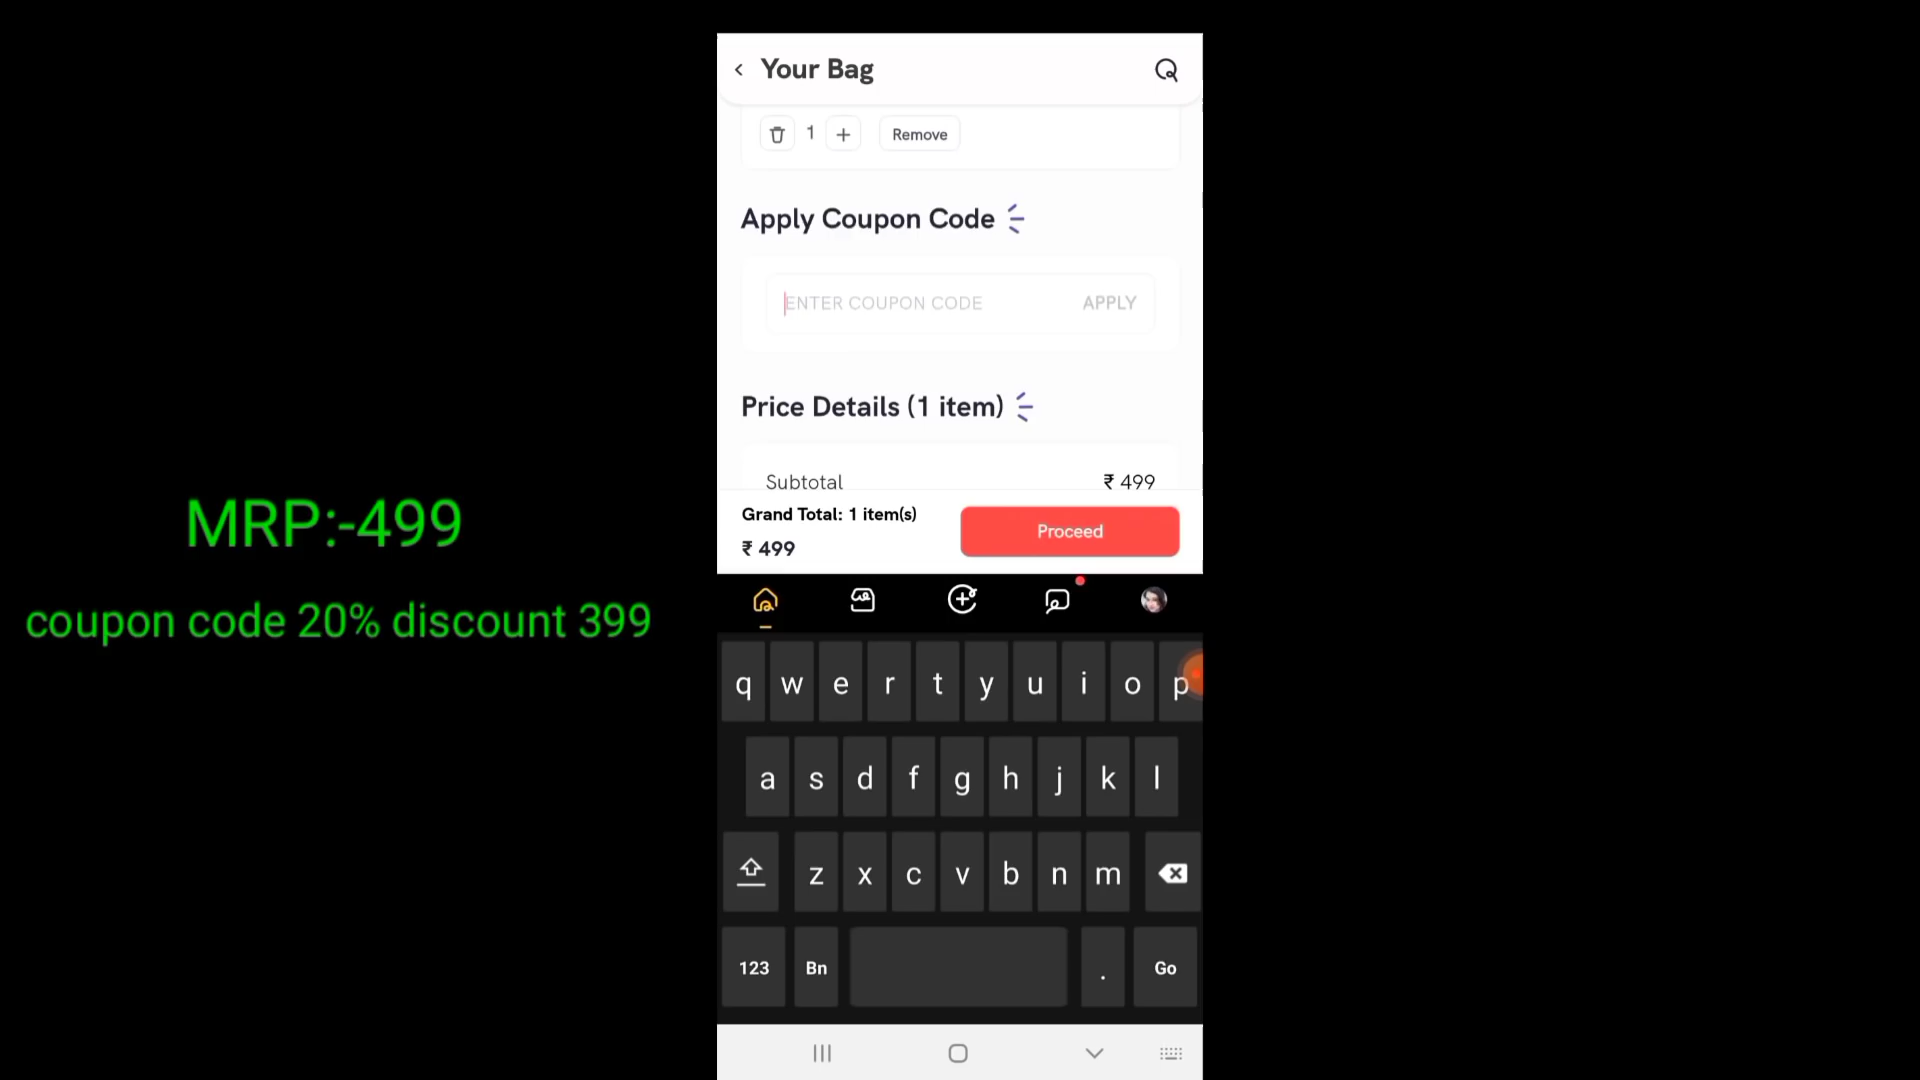 Your Bag
1 + Remove
Apply Coupon Code
ENTER COUPON CODE APPLY
Price Details (1 item)
Subtotal ₹ 499
Grand Total: 1 item(s)
₹ 499
Proceed
MRP:-499
coupon code 20% discount 399
q w e r t y u i o p
a s d f g h j k l
z x c v b n m
123 Bn . Go